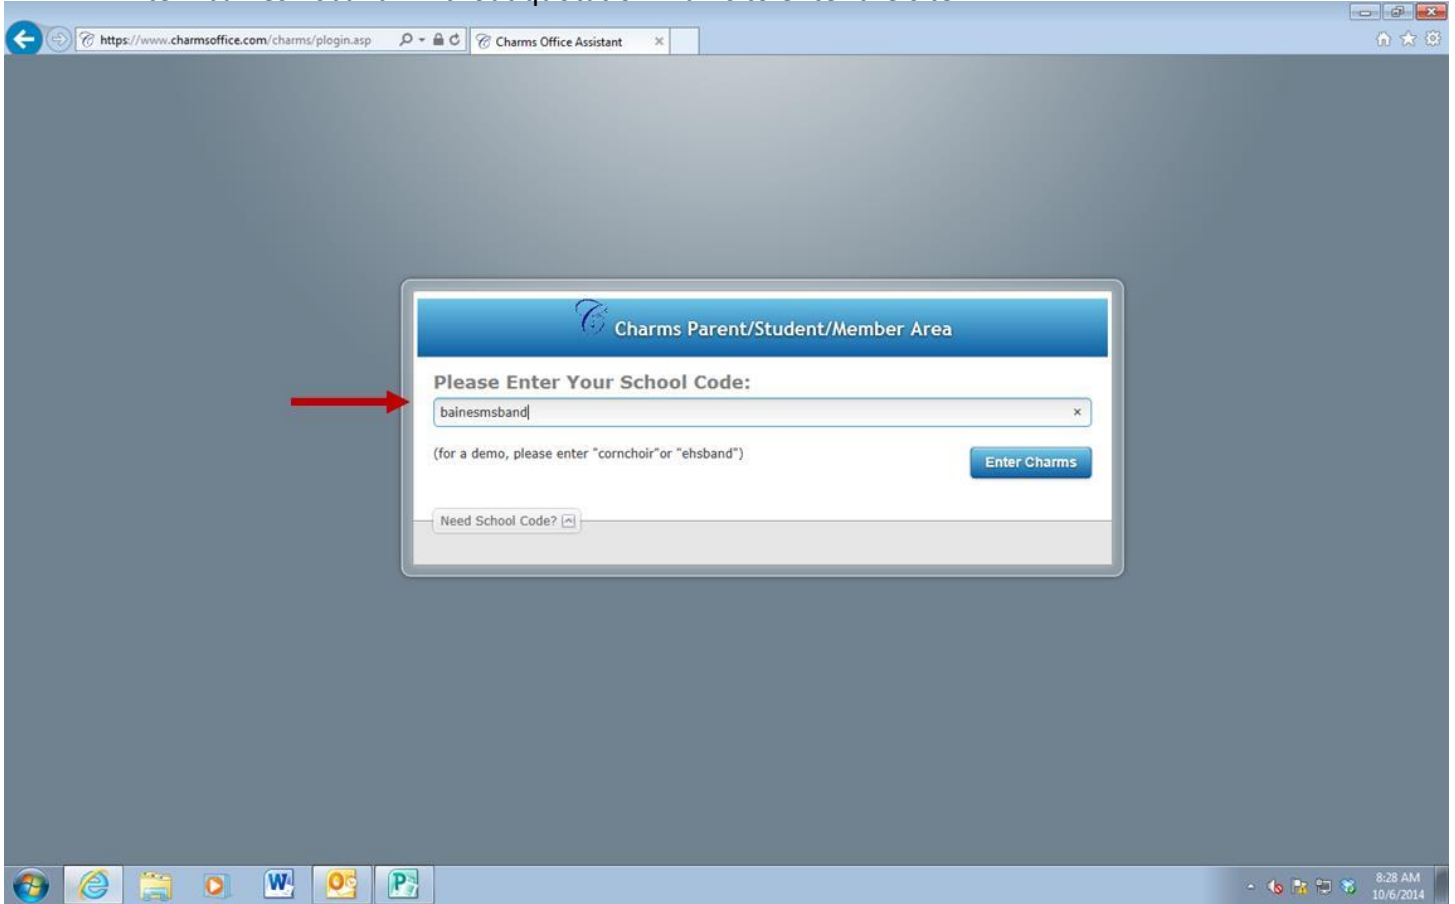 https://www.charmsoffice.com/charms/plogin.asp
Charms Office Assistant
Charms Parent/Student/Member Area
Please Enter Your School Code:
bainesmsband
(for a demo, please enter "cornchoir"or "ehsband")
Enter Charms
Need School Code?
8:28 AM
10/6/2014